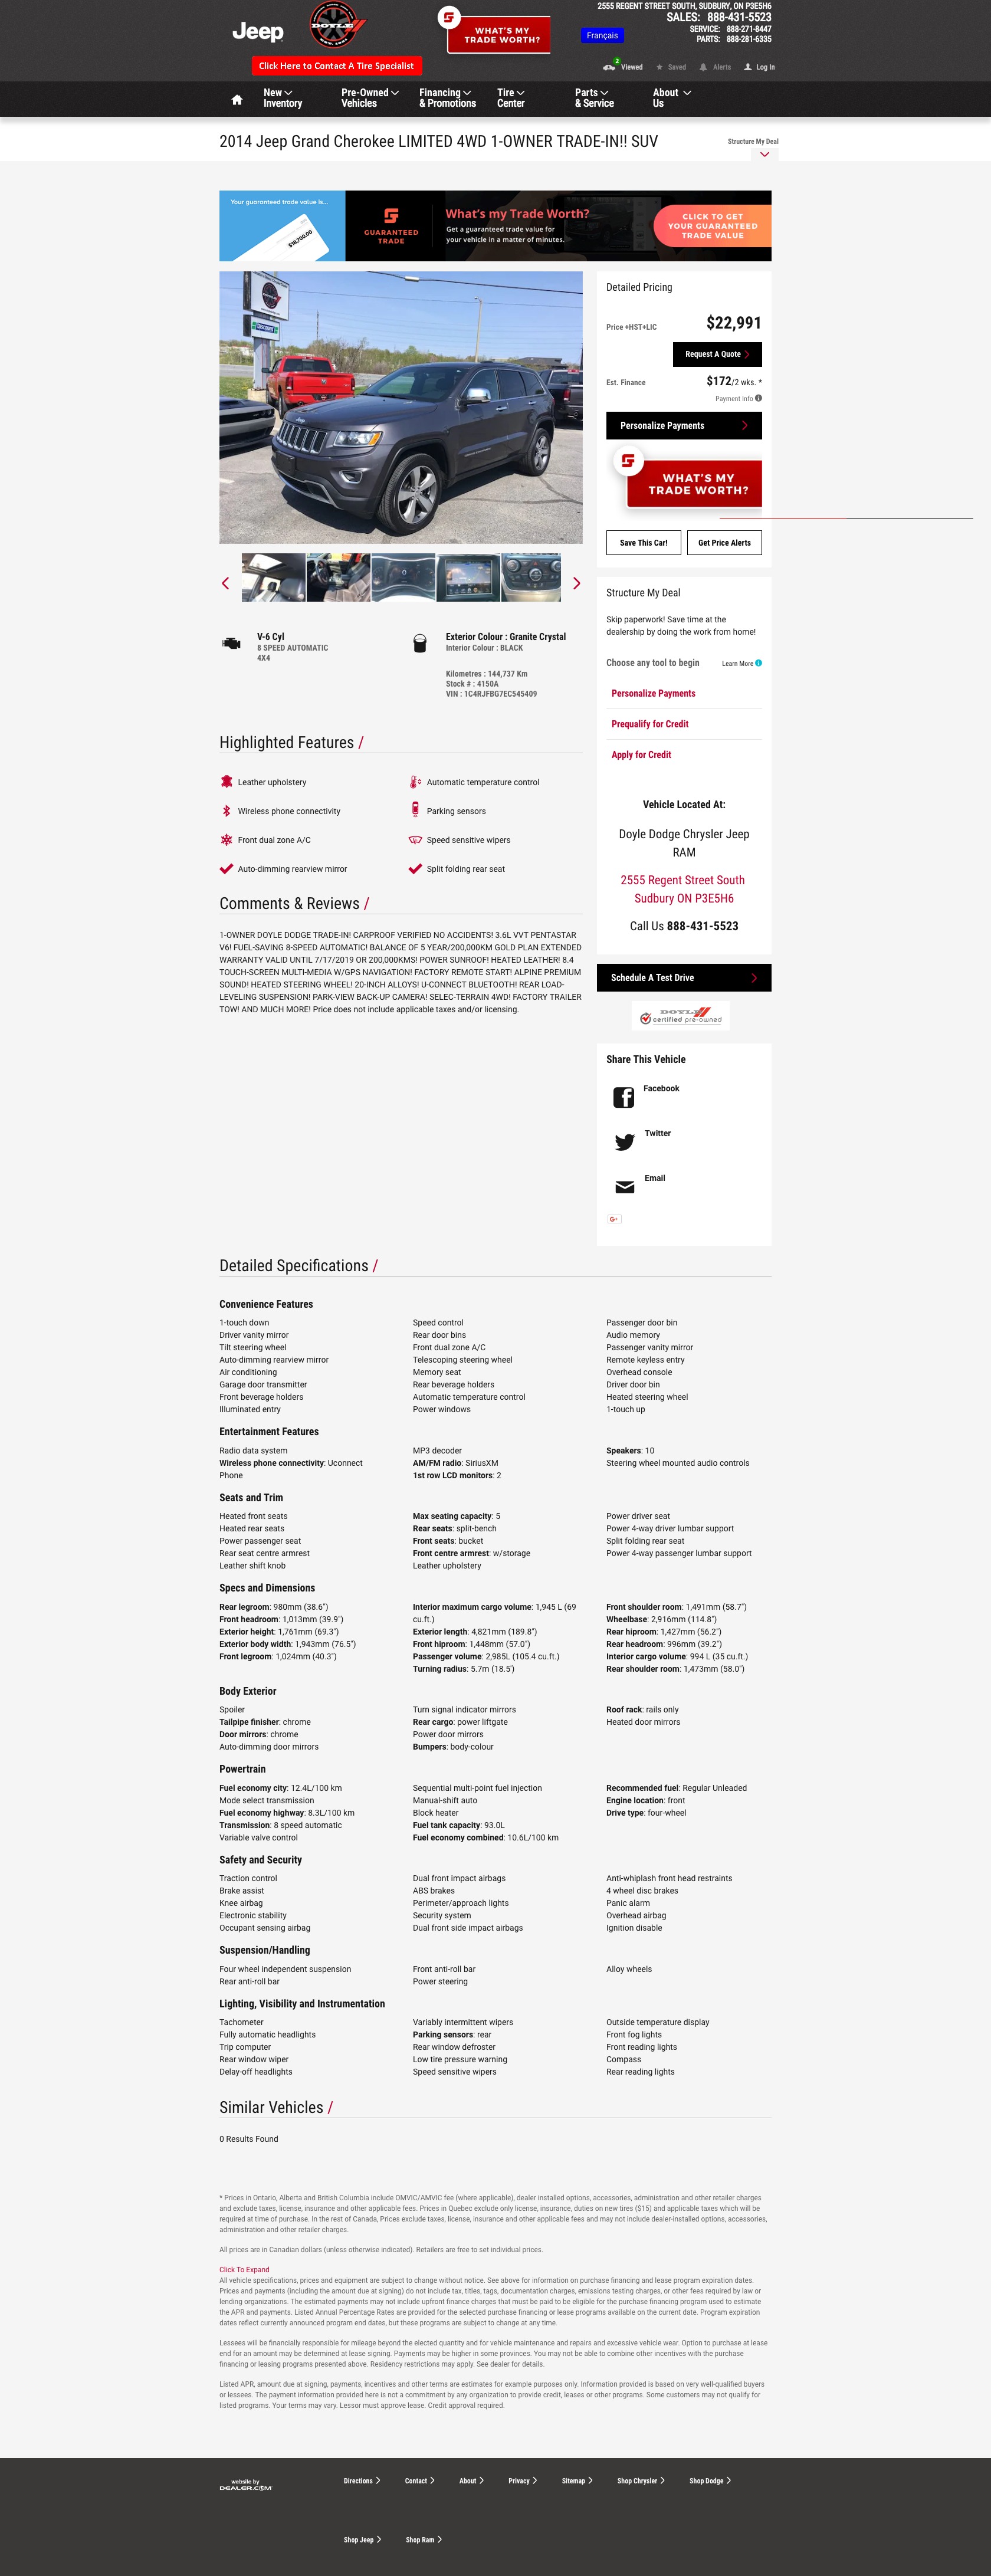 Jeep
DOYLE
2555 REGENT STREET SOUTH, SUDBURY, ON P3E5H6
SALES: 888-431-5523
SERVICE: 888-271-8447
PARTS: 888-281-6335
WHAT'S MY
TRADE WORTH?
Français
Click Here to Contact A Tire Specialist
2
Viewed
Saved
Alerts
Log In
New
Inventory
Pre-Owned
Vehicles
Financing
& Promotions
Tire
Center
Parts
& Service
About
Us
2014 Jeep Grand Cherokee LIMITED 4WD 1-OWNER TRADE-IN!! SUV
Structure My Deal
Your guaranteed trade value is...
$18,700.00
GUARANTEED
TRADE
What's my Trade Worth?
Get a guaranteed trade value for
your vehicle in a matter of minutes.
CLICK TO GET
YOUR GUARANTEED
TRADE VALUE
Detailed Pricing
Price +HST+LIC
$22,991
Request A Quote
Est. Finance
$172/2 wks. *
Payment Info
Personalize Payments
WHAT'S MY
TRADE WORTH?
Save This Car!
Get Price Alerts
V-6 Cyl
8 SPEED AUTOMATIC
4X4
Exterior Colour : Granite Crystal
Interior Colour : BLACK
Kilometres : 144,737 Km
Stock # : 4150A
VIN : 1C4RJFBG7EC545409
Structure My Deal
Skip paperwork! Save time at the
dealership by doing the work from home!
Choose any tool to begin
Learn More
Personalize Payments
Prequalify for Credit
Apply for Credit
Highlighted Features /
Leather upholstery
Automatic temperature control
Wireless phone connectivity
Parking sensors
Front dual zone A/C
Speed sensitive wipers
Auto-dimming rearview mirror
Split folding rear seat
Vehicle Located At:
Doyle Dodge Chrysler Jeep
RAM
2555 Regent Street South
Sudbury ON P3E5H6
Call Us 888-431-5523
Comments & Reviews /
1-OWNER DOYLE DODGE TRADE-IN! CARPROOF VERIFIED NO ACCIDENTS! 3.6L VVT PENTASTAR
V6! FUEL-SAVING 8-SPEED AUTOMATIC! BALANCE OF 5 YEAR/200,000KM GOLD PLAN EXTENDED
WARRANTY VALID UNTIL 7/17/2019 OR 200,000KMS! POWER SUNROOF! HEATED LEATHER! 8.4
TOUCH-SCREEN MULTI-MEDIA W/GPS NAVIGATION! FACTORY REMOTE START! ALPINE PREMIUM
SOUND! HEATED STEERING WHEEL! 20-INCH ALLOYS! U-CONNECT BLUETOOTH! REAR LOAD-
LEVELING SUSPENSION! PARK-VIEW BACK-UP CAMERA! SELEC-TERRAIN 4WD! FACTORY TRAILER
TOW! AND MUCH MORE! Price does not include applicable taxes and/or licensing.
Schedule A Test Drive
DOYLE
certified pre-owned
Share This Vehicle
Facebook
Twitter
Email
G+
Detailed Specifications /
Convenience Features
1-touch down
Driver vanity mirror
Tilt steering wheel
Auto-dimming rearview mirror
Air conditioning
Garage door transmitter
Front beverage holders
Illuminated entry
Speed control
Rear door bins
Front dual zone A/C
Telescoping steering wheel
Memory seat
Rear beverage holders
Automatic temperature control
Power windows
Passenger door bin
Audio memory
Passenger vanity mirror
Remote keyless entry
Overhead console
Driver door bin
Heated steering wheel
1-touch up
Entertainment Features
Radio data system
Wireless phone connectivity: Uconnect
Phone
MP3 decoder
AM/FM radio: SiriusXM
1st row LCD monitors: 2
Speakers: 10
Steering wheel mounted audio controls
Seats and Trim
Heated front seats
Heated rear seats
Power passenger seat
Rear seat centre armrest
Leather shift knob
Max seating capacity: 5
Rear seats: split-bench
Front seats: bucket
Front centre armrest: w/storage
Leather upholstery
Power driver seat
Power 4-way driver lumbar support
Split folding rear seat
Power 4-way passenger lumbar support
Specs and Dimensions
Rear legroom: 980mm (38.6")
Front headroom: 1,013mm (39.9")
Exterior height: 1,761mm (69.3")
Exterior body width: 1,943mm (76.5")
Front legroom: 1,024mm (40.3")
Interior maximum cargo volume: 1,945 L (69
cu.ft.)
Exterior length: 4,821mm (189.8")
Front hiproom: 1,448mm (57.0")
Passenger volume: 2,985L (105.4 cu.ft.)
Turning radius: 5.7m (18.5')
Front shoulder room: 1,491mm (58.7")
Wheelbase: 2,916mm (114.8")
Rear hiproom: 1,427mm (56.2")
Rear headroom: 996mm (39.2")
Interior cargo volume: 994 L (35 cu.ft.)
Rear shoulder room: 1,473mm (58.0")
Body Exterior
Spoiler
Tailpipe finisher: chrome
Door mirrors: chrome
Auto-dimming door mirrors
Turn signal indicator mirrors
Rear cargo: power liftgate
Power door mirrors
Bumpers: body-colour
Roof rack: rails only
Heated door mirrors
Powertrain
Fuel economy city: 12.4L/100 km
Mode select transmission
Fuel economy highway: 8.3L/100 km
Transmission: 8 speed automatic
Variable valve control
Sequential multi-point fuel injection
Manual-shift auto
Block heater
Fuel tank capacity: 93.0L
Fuel economy combined: 10.6L/100 km
Recommended fuel: Regular Unleaded
Engine location: front
Drive type: four-wheel
Safety and Security
Traction control
Brake assist
Knee airbag
Electronic stability
Occupant sensing airbag
Dual front impact airbags
ABS brakes
Perimeter/approach lights
Security system
Dual front side impact airbags
Anti-whiplash front head restraints
4 wheel disc brakes
Panic alarm
Overhead airbag
Ignition disable
Suspension/Handling
Four wheel independent suspension
Rear anti-roll bar
Front anti-roll bar
Power steering
Alloy wheels
Lighting, Visibility and Instrumentation
Tachometer
Fully automatic headlights
Trip computer
Rear window wiper
Delay-off headlights
Variably intermittent wipers
Parking sensors: rear
Rear window defroster
Low tire pressure warning
Speed sensitive wipers
Outside temperature display
Front fog lights
Front reading lights
Compass
Rear reading lights
Similar Vehicles /
0 Results Found
* Prices in Ontario, Alberta and British Columbia include OMVIC/AMVIC fee (where applicable), dealer installed options, accessories, administration and other retailer charges
and exclude taxes, license, insurance and other applicable fees. Prices in Quebec exclude only license, insurance, duties on new tires ($15) and applicable taxes which will be
required at time of purchase. In the rest of Canada, Prices exclude taxes, license, insurance and other applicable fees and may not include dealer-installed options, accessories,
administration and other retailer charges.
All prices are in Canadian dollars (unless otherwise indicated). Retailers are free to set individual prices.
Click To Expand
All vehicle specifications, prices and equipment are subject to change without notice. See above for information on purchase financing and lease program expiration dates.
Prices and payments (including the amount due at signing) do not include tax, titles, tags, documentation charges, emissions testing charges, or other fees required by law or
lending organizations. The estimated payments may not include upfront finance charges that must be paid to be eligible for the purchase financing program used to estimate
the APR and payments. Listed Annual Percentage Rates are provided for the selected purchase financing or lease programs available on the current date. Program expiration
dates reflect currently announced program end dates, but these programs are subject to change at any time.
Lessees will be financially responsible for mileage beyond the elected quantity and for vehicle maintenance and repairs and excessive vehicle wear. Option to purchase at lease
end for an amount may be determined at lease signing. Payments may be higher in some provinces. You may not be able to combine other incentives with the purchase
financing or leasing programs presented above. Residency restrictions may apply. See dealer for details.
Listed APR, amount due at signing, payments, incentives and other terms are estimates for example purposes only. Information provided is based on very well-qualified buyers
or lessees. The payment information provided here is not a commitment by any organization to provide credit, leases or other programs. Some customers may not qualify for
listed programs. Your terms may vary. Lessor must approve lease. Credit approval required.
website by
DEALER.COM
Directions
Contact
About
Privacy
Sitemap
Shop Chrysler
Shop Dodge
Shop Jeep
Shop Ram